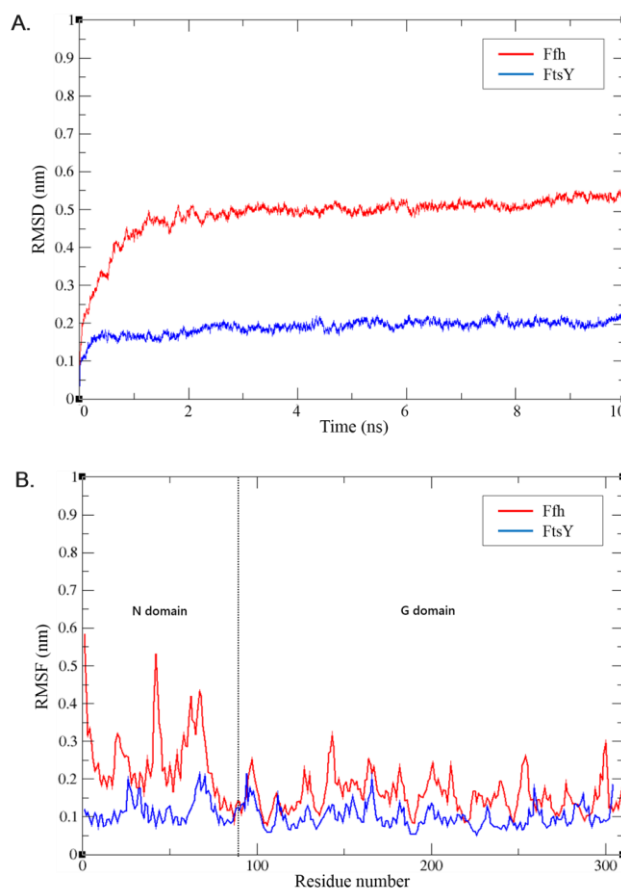 A.
1
0.9
0.8
0.7
0.6
0.5
0.4
0.3
0.2
0.1
0
RMSD (nm)
Ffh
FtsY
0 2 4 6 8 10
Time (ns)
B.
1
0.9
0.8
0.7
0.6
0.5
0.4
0.3
0.2
0.1
0
RMSF (nm)
Ffh
FtsY
N domain G domain
0 100 200 300
Residue number